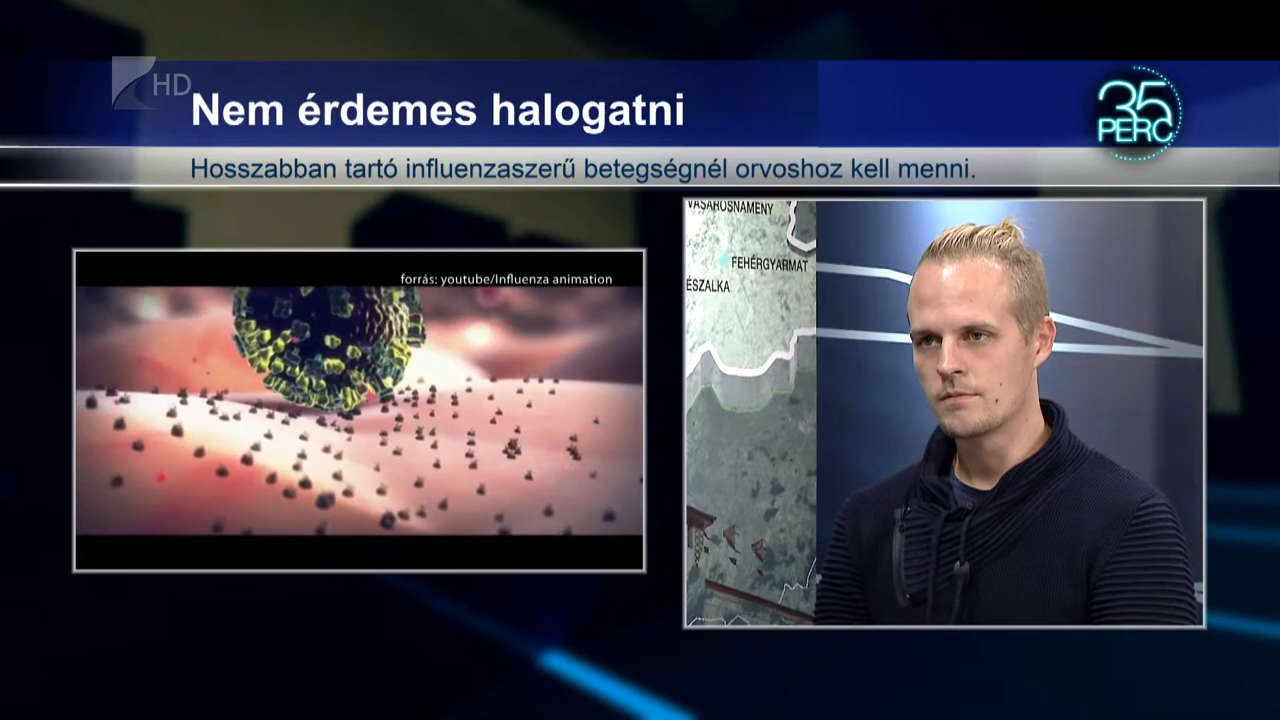 HD
Nem érdemes halogatni
35
PERC
Hosszabban tartó influenzaszerű betegségnél orvoshoz kell menni.
forrás: youtube/Influenza animation
VÁSÁROSNAMÉNY
FEHÉRGYARMAT
ÉSZALKA